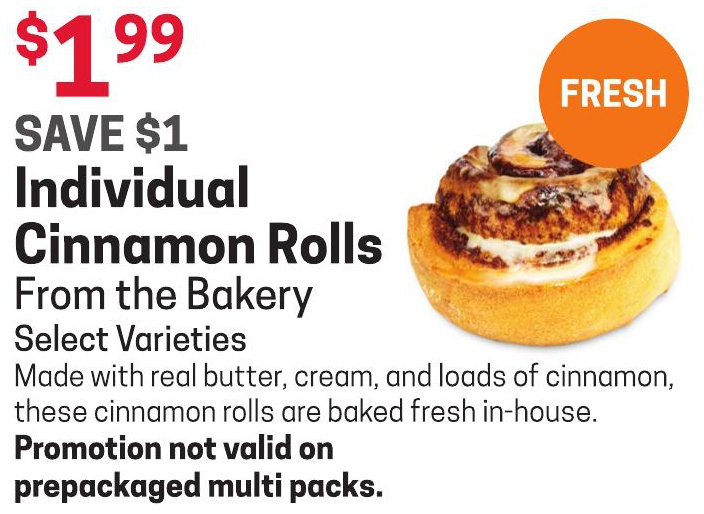 $1.99
SAVE $1
FRESH
Individual
Cinnamon Rolls
From the Bakery
Select Varieties
Made with real butter, cream, and loads of cinnamon,
these cinnamon rolls are baked fresh in-house.
Promotion not valid on
prepackaged multi packs.